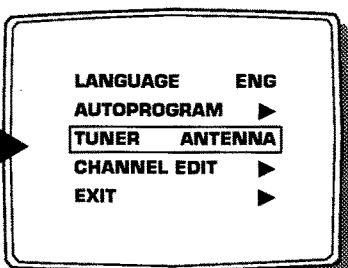 LANGUAGE ENG
AUTOPROGRAM ▶
TUNER ANTENNA
CHANNEL EDIT ▶
EXIT ▶